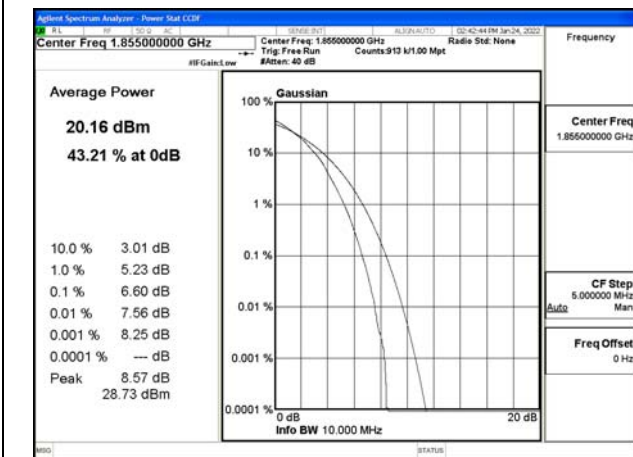 Agilent Spectrum Analyzer - Power Stat CCDF
RL RF 50 Ω AC SENSE:INT ALIGNAUTO 02:42:44 PM Jan 24, 2022
Center Freq 1.855000000 GHz
Center Freq: 1.855000000 GHz
Radio Std: None
Trig: Free Run Counts:913 k/1.00 Mpt
#IFGain:Low
#Atten: 40 dB
Frequency
Average Power
20.16 dBm
43.21 % at 0dB
10.0 % 3.01 dB
1.0 % 5.23 dB
0.1 % 6.60 dB
0.01 % 7.56 dB
0.001 % 8.25 dB
0.0001 % --- dB
Peak 8.57 dB
28.73 dBm
Gaussian
100 %
10 %
1 %
0.1 %
0.01 %
0.001 %
0.0001 %
0 dB 20 dB
Info BW 10.000 MHz
Center Freq
1.855000000 GHz
CF Step
5.000000 MHz
Auto Man
Freq Offset
0 Hz
MSG STATUS